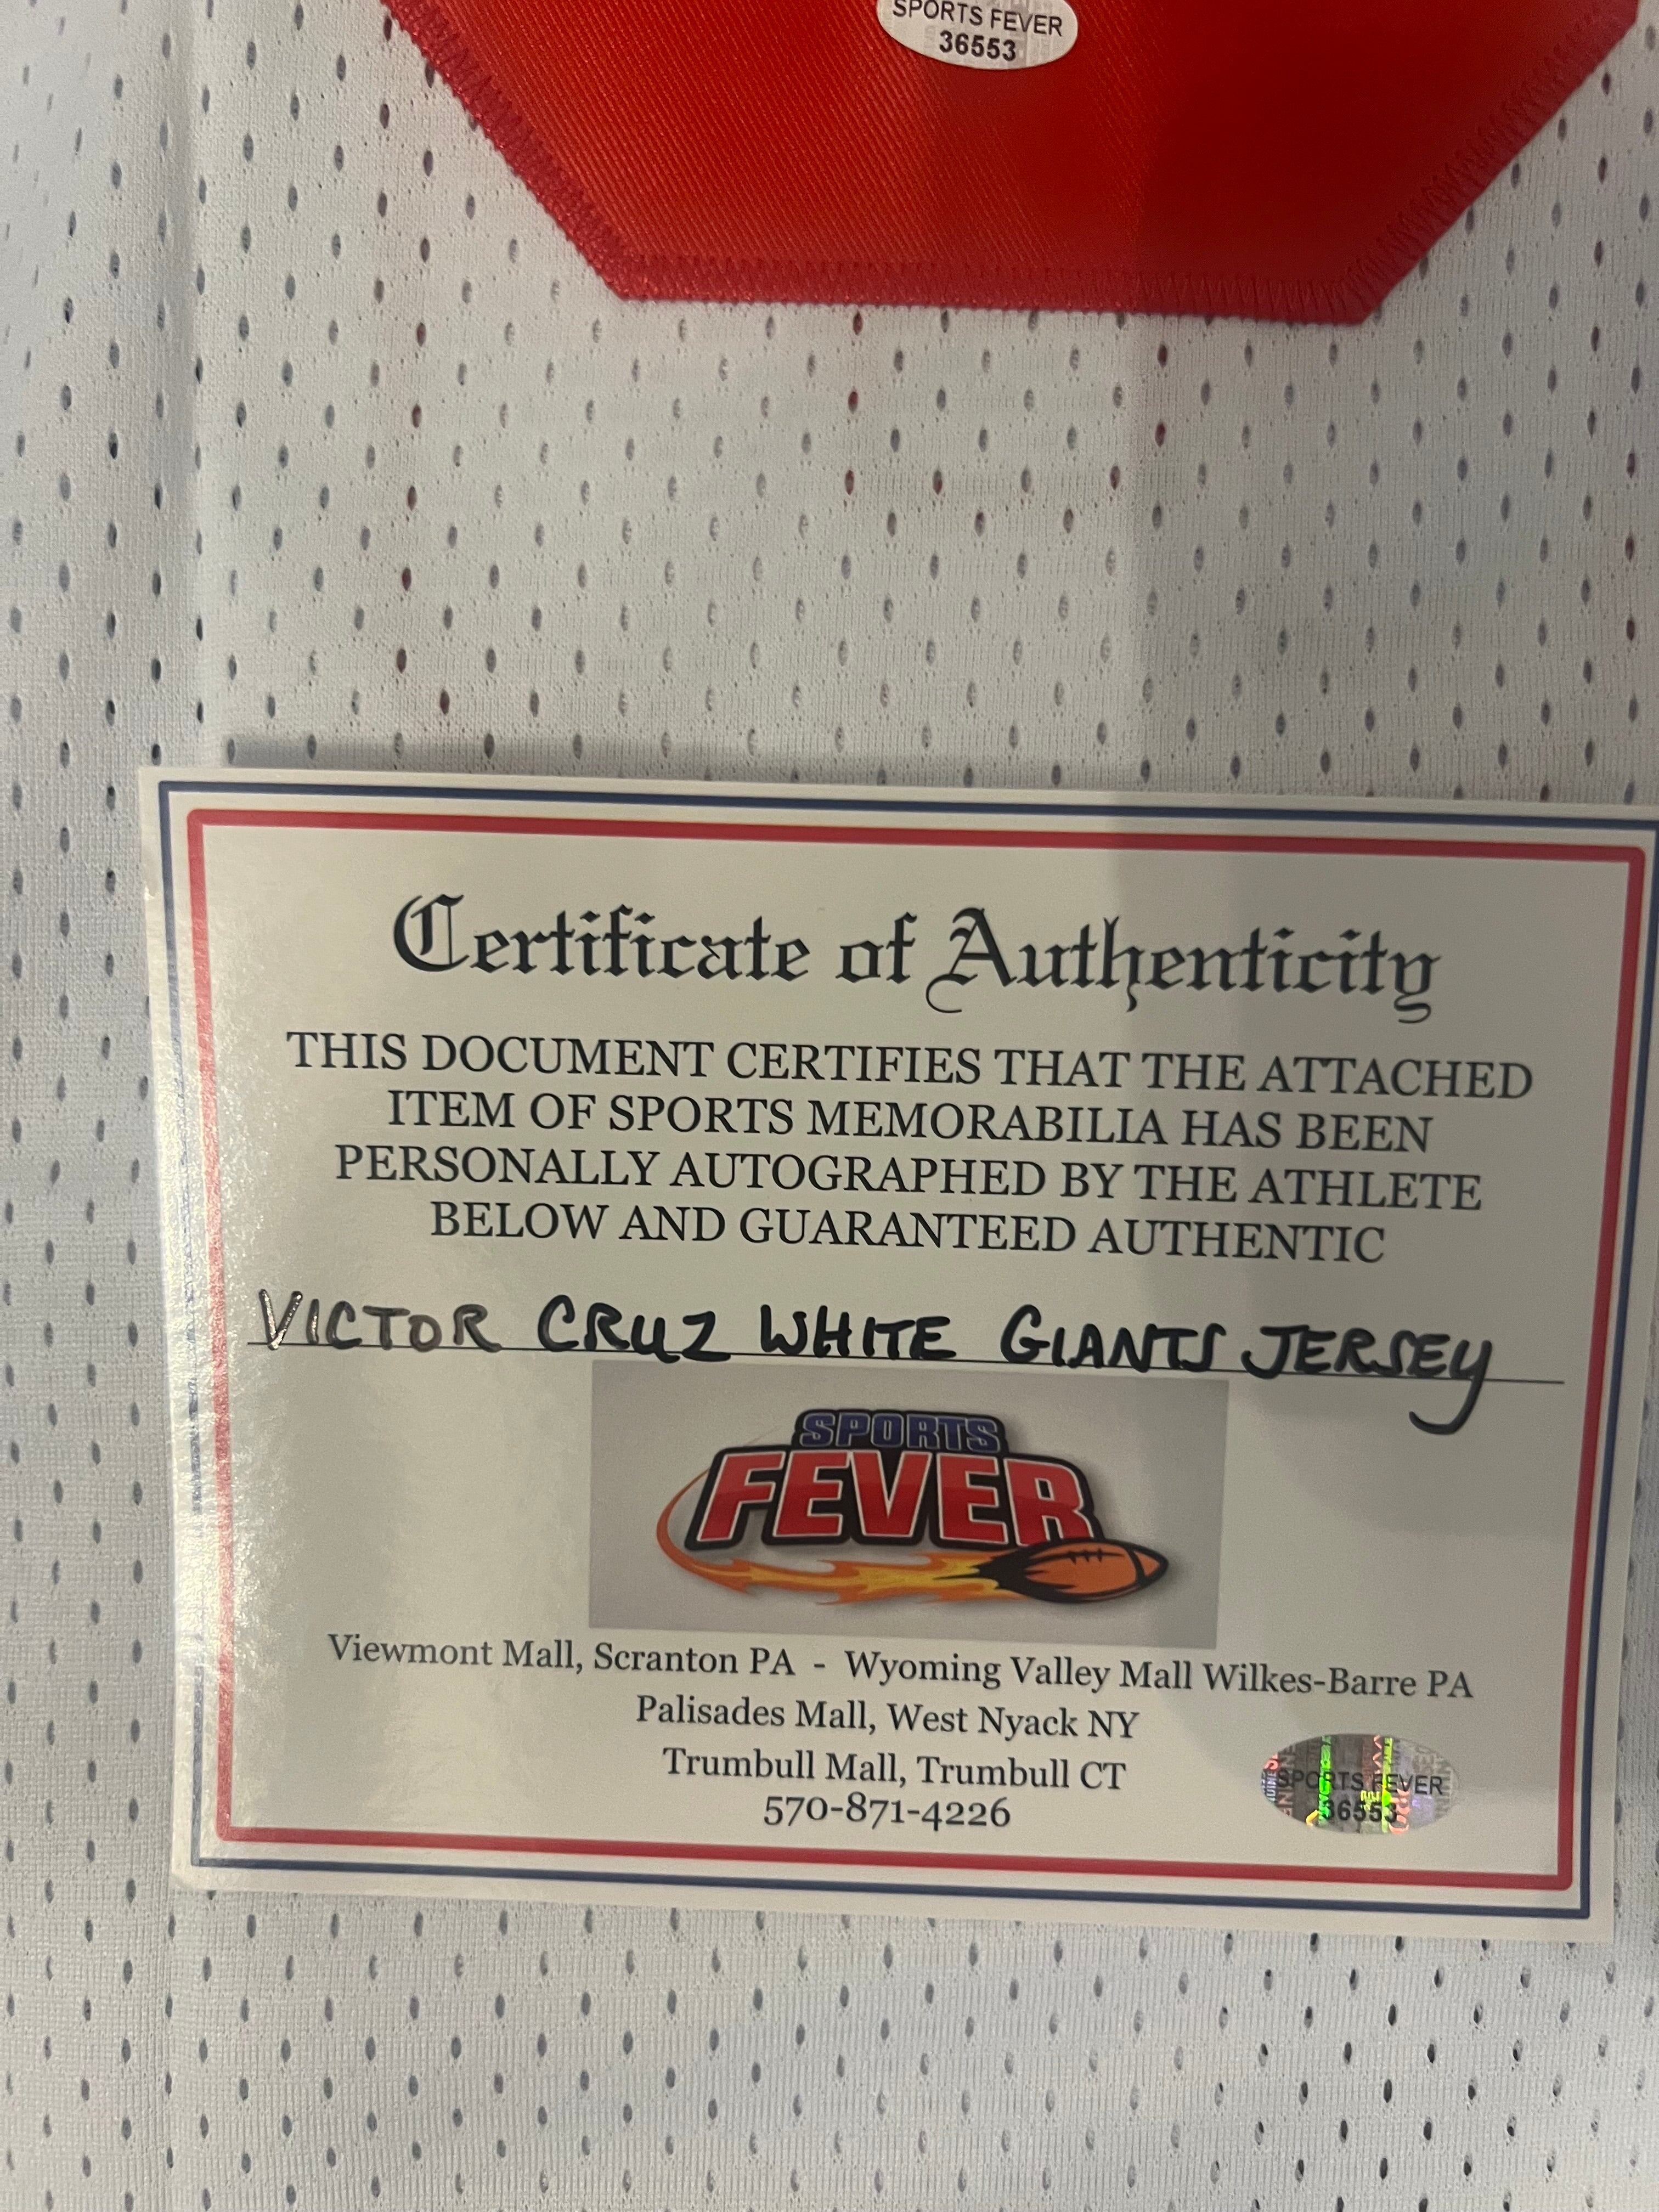 SPORTS FEVER
36553
Certificate of Authenticity
THIS DOCUMENT CERTIFIES THAT THE ATTACHED
ITEM OF SPORTS MEMORABILIA HAS BEEN
PERSONALLY AUTOGRAPHED BY THE ATHLETE
BELOW AND GUARANTEED AUTHENTIC
VICTOR CRUZ WHITE GIANTS JERSEY
SPORTS
FEVER
Viewmont Mall, Scranton PA - Wyoming Valley Mall Wilkes-Barre PA
Palisades Mall, West Nyack NY
Trumbull Mall, Trumbull CT
570-871-4226
SPORTS FEVER
36553